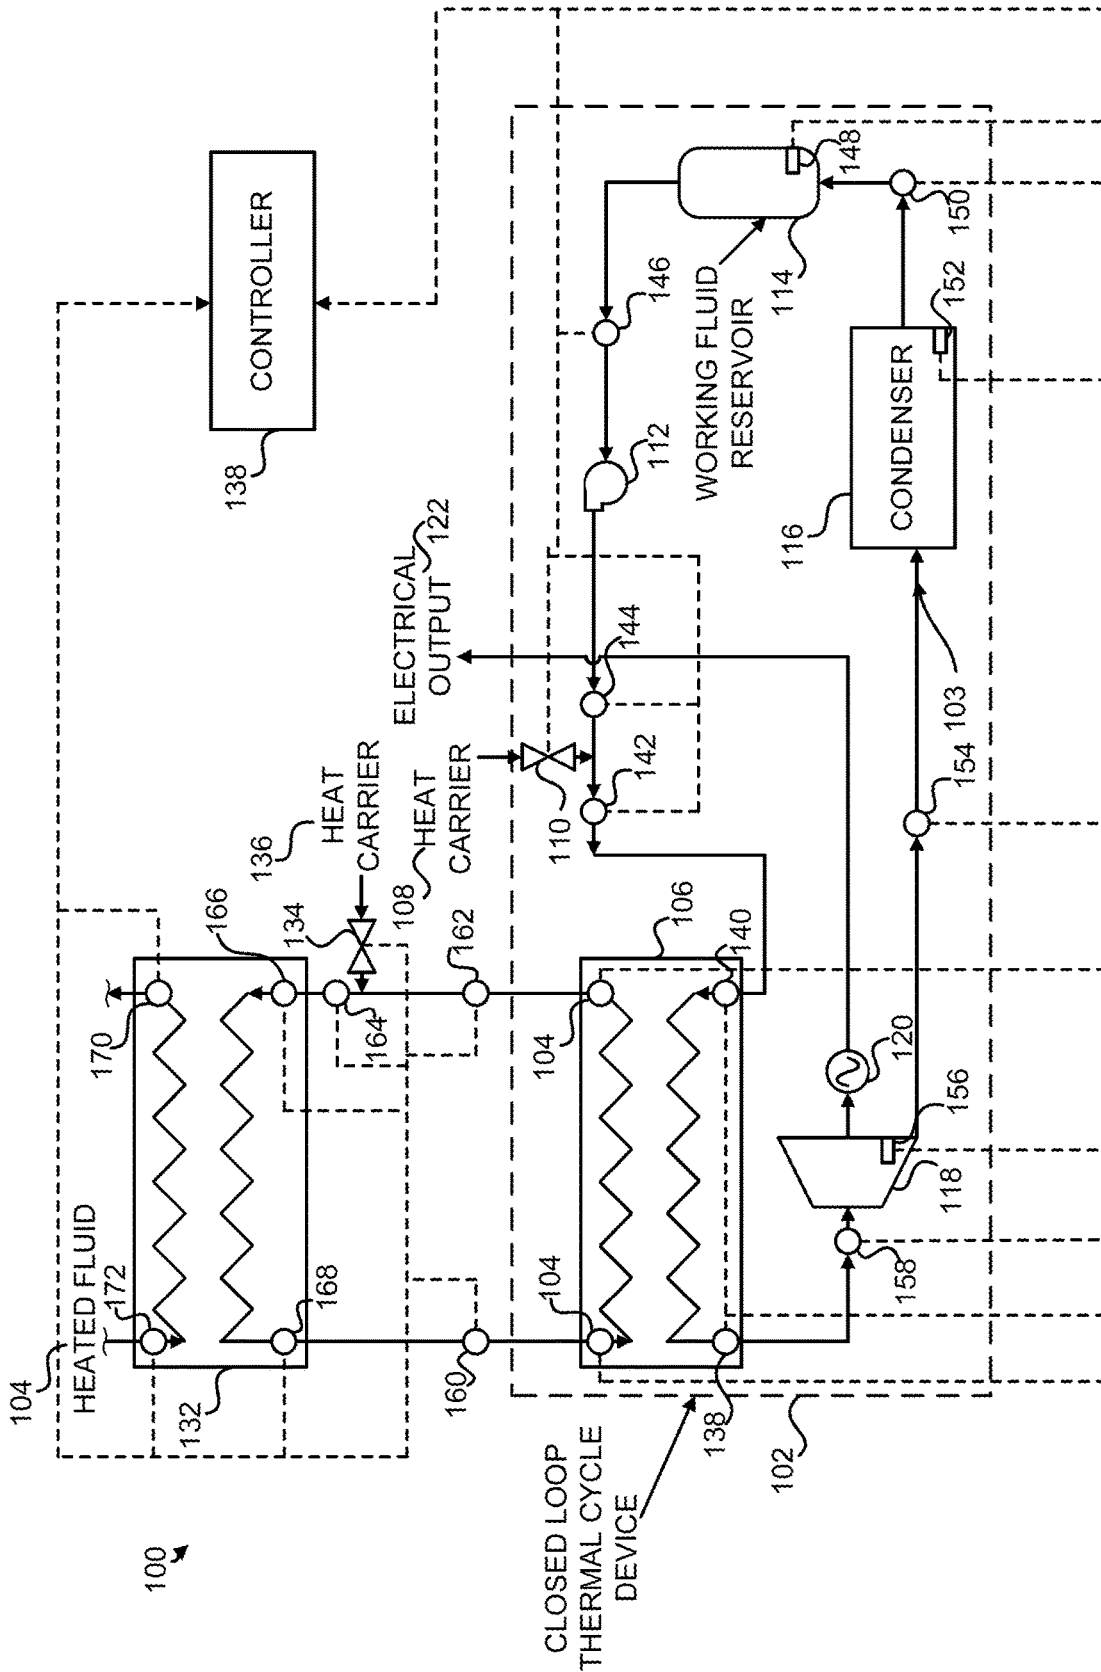 100
104
HEATED FLUID
172
170
132
168
166
164
134
136
HEAT
CARRIER
108
HEAT
CARRIER
162
160
CONTROLLER
138
ELECTRICAL
OUTPUT
122
110
142
144
112
146
WORKING FLUID
RESERVOIR
114
148
150
152
CONDENSER
116
103
154
106
104
104
140
138
120
156
118
158
CLOSED LOOP
THERMAL CYCLE
DEVICE
102